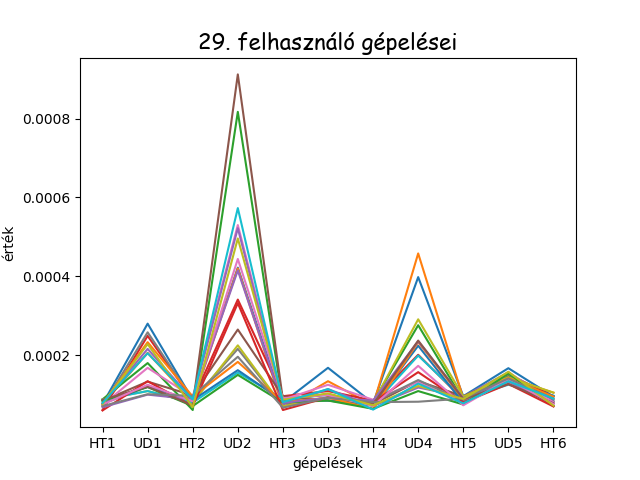 29. felhasználó gépelései
0.0008
0.0006
0.0004
0.0002
érték
HT1 UD1 HT2 UD2 HT3 UD3 HT4 UD4 HT5 UD5 HT6
gépelések